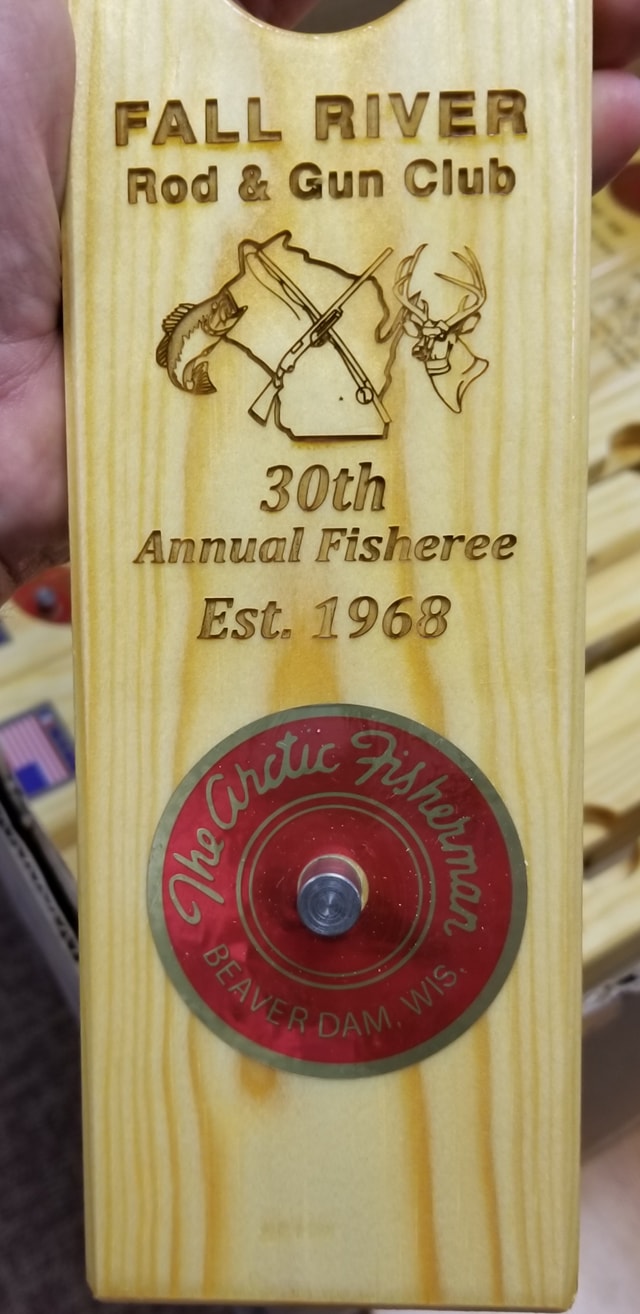 FALL RIVER
Rod & Gun Club
30th
Annual Fisheree
Est. 1968
The Arctic Fisherman
BEAVER DAM, WIS.